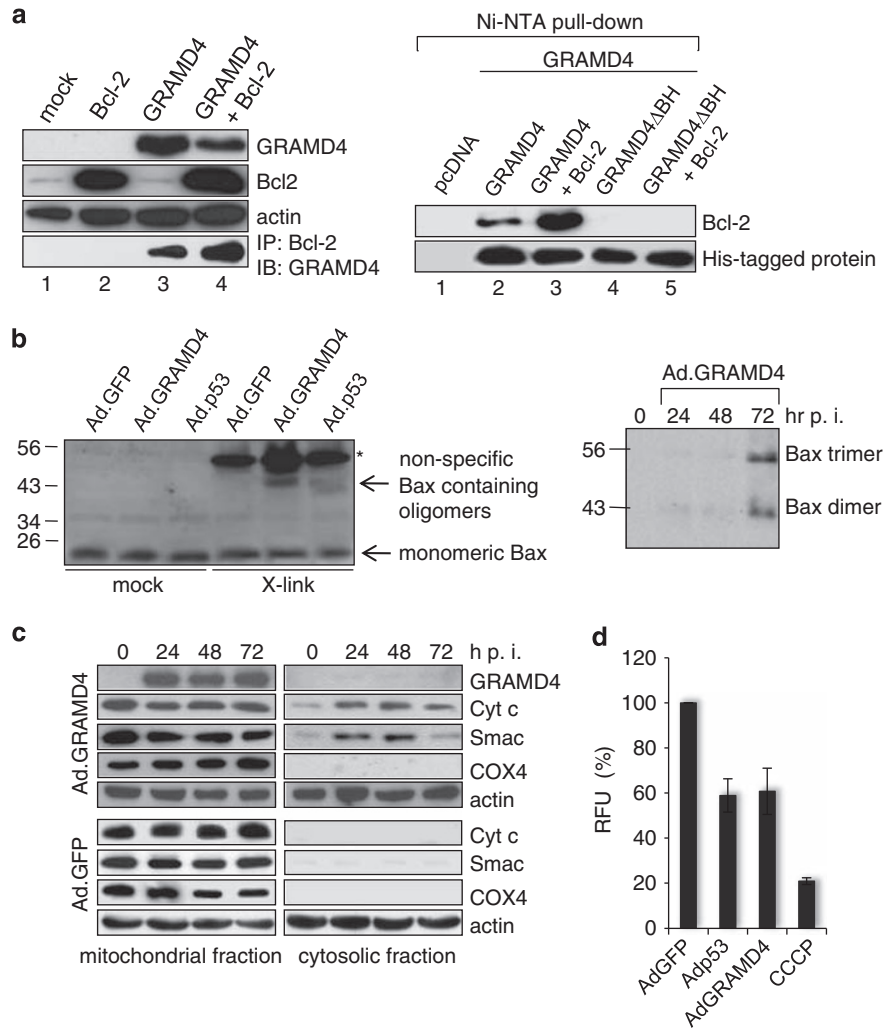 a
mock
Bcl-2
GRAMD4
GRAMD4
+ Bcl-2
GRAMD4
Bcl2
actin
IP: Bcl-2
IB: GRAMD4
1 2 3 4
Ni-NTA pull-down
GRAMD4
pcDNA
GRAMD4
GRAMD4
+ Bcl-2
GRAMD4ΔBH
GRAMD4ΔBH
+ Bcl-2
Bcl-2
His-tagged protein
1 2 3 4 5
b
Ad.GFP
Ad.GRAMD4
Ad.p53
Ad.GFP
Ad.GRAMD4
Ad.p53
56
43
34
26
*
non-specific
Bax containing
oligomers
monomeric Bax
mock X-link
Ad.GRAMD4
0 24 48 72 hr p. i.
56
43
Bax trimer
Bax dimer
c
0 24 48 72 0 24 48 72 h p. i.
Ad.GRAMD4
GRAMD4
Cyt c
Smac
COX4
actin
Ad.GFP
Cyt c
Smac
COX4
actin
mitochondrial fraction cytosolic fraction
d
RFU (%)
120
100
80
60
40
20
0
AdGFP
Adp53
AdGRAMD4
CCCP